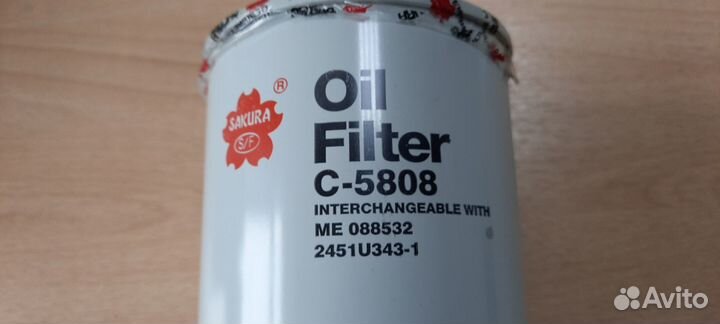 SAKURA
S/F
®
Oil
Filter
C-5808
INTERCHANGEABLE WITH
ME 088532
2451U343-1
Avito